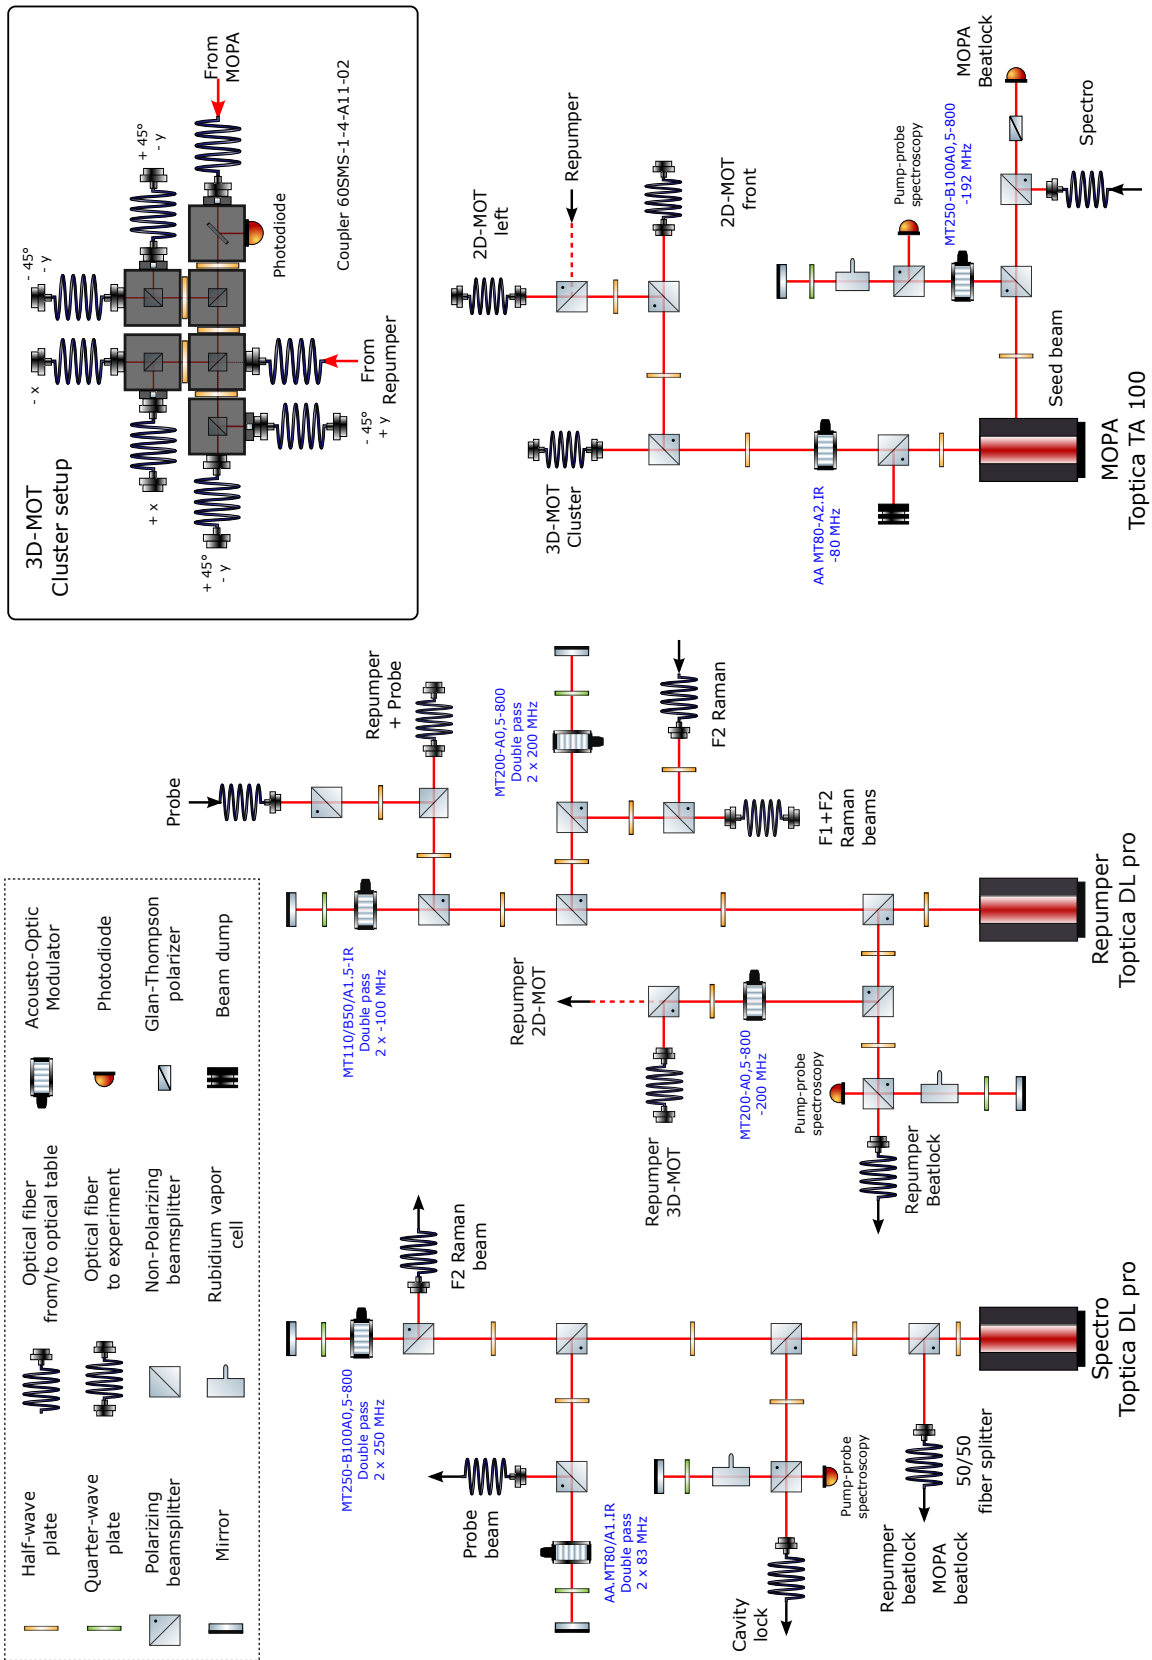 Half-wave
plate
Quarter-wave
plate
Polarizing
beamsplitter
Mirror
Optical fiber
from/to optical table
Optical fiber
to experiment
Non-Polarizing
beamsplitter
Rubidium vapor
cell
Acousto-Optic
Modulator
Photodiode
Glan-Thompson
polarizer
Beam dump
3D-MOT
Cluster setup
+ 45°
- y
+ x
- x
- 45°
- y
+ 45°
- y
- 45°
+ y
From
Repumper
From
MOPA
Photodiode
Coupler 60SMS-1-4-A11-02
MT250-B100A0,5-800
Double pass
2 x 250 MHz
F2 Raman
beam
Probe
beam
AA.MT80/A1.IR
Double pass
2 x 83 MHz
Cavity
lock
Pump-probe
spectroscopy
Repumper
beatlock
MOPA
beatlock
50/50
fiber splitter
Spectro
Toptica DL pro
Probe
Repumper
+ Probe
MT110/B50/A1.5-IR
Double pass
2 x -100 MHz
MT200-A0,5-800
Double pass
2 x 200 MHz
F2 Raman
F1+F2
Raman
beams
Repumper
2D-MOT
Repumper
3D-MOT
MT200-A0,5-800
-200 MHz
Pump-probe
spectroscopy
Repumper
Beatlock
Repumper
Toptica DL pro
3D-MOT
Cluster
2D-MOT
left
Repumper
2D-MOT
front
AA MT80-A2.IR
-80 MHz
Pump-probe
spectroscopy
MT250-B100A0,5-800
-192 MHz
MOPA
Beatlock
Spectro
Seed beam
MOPA
Toptica TA 100